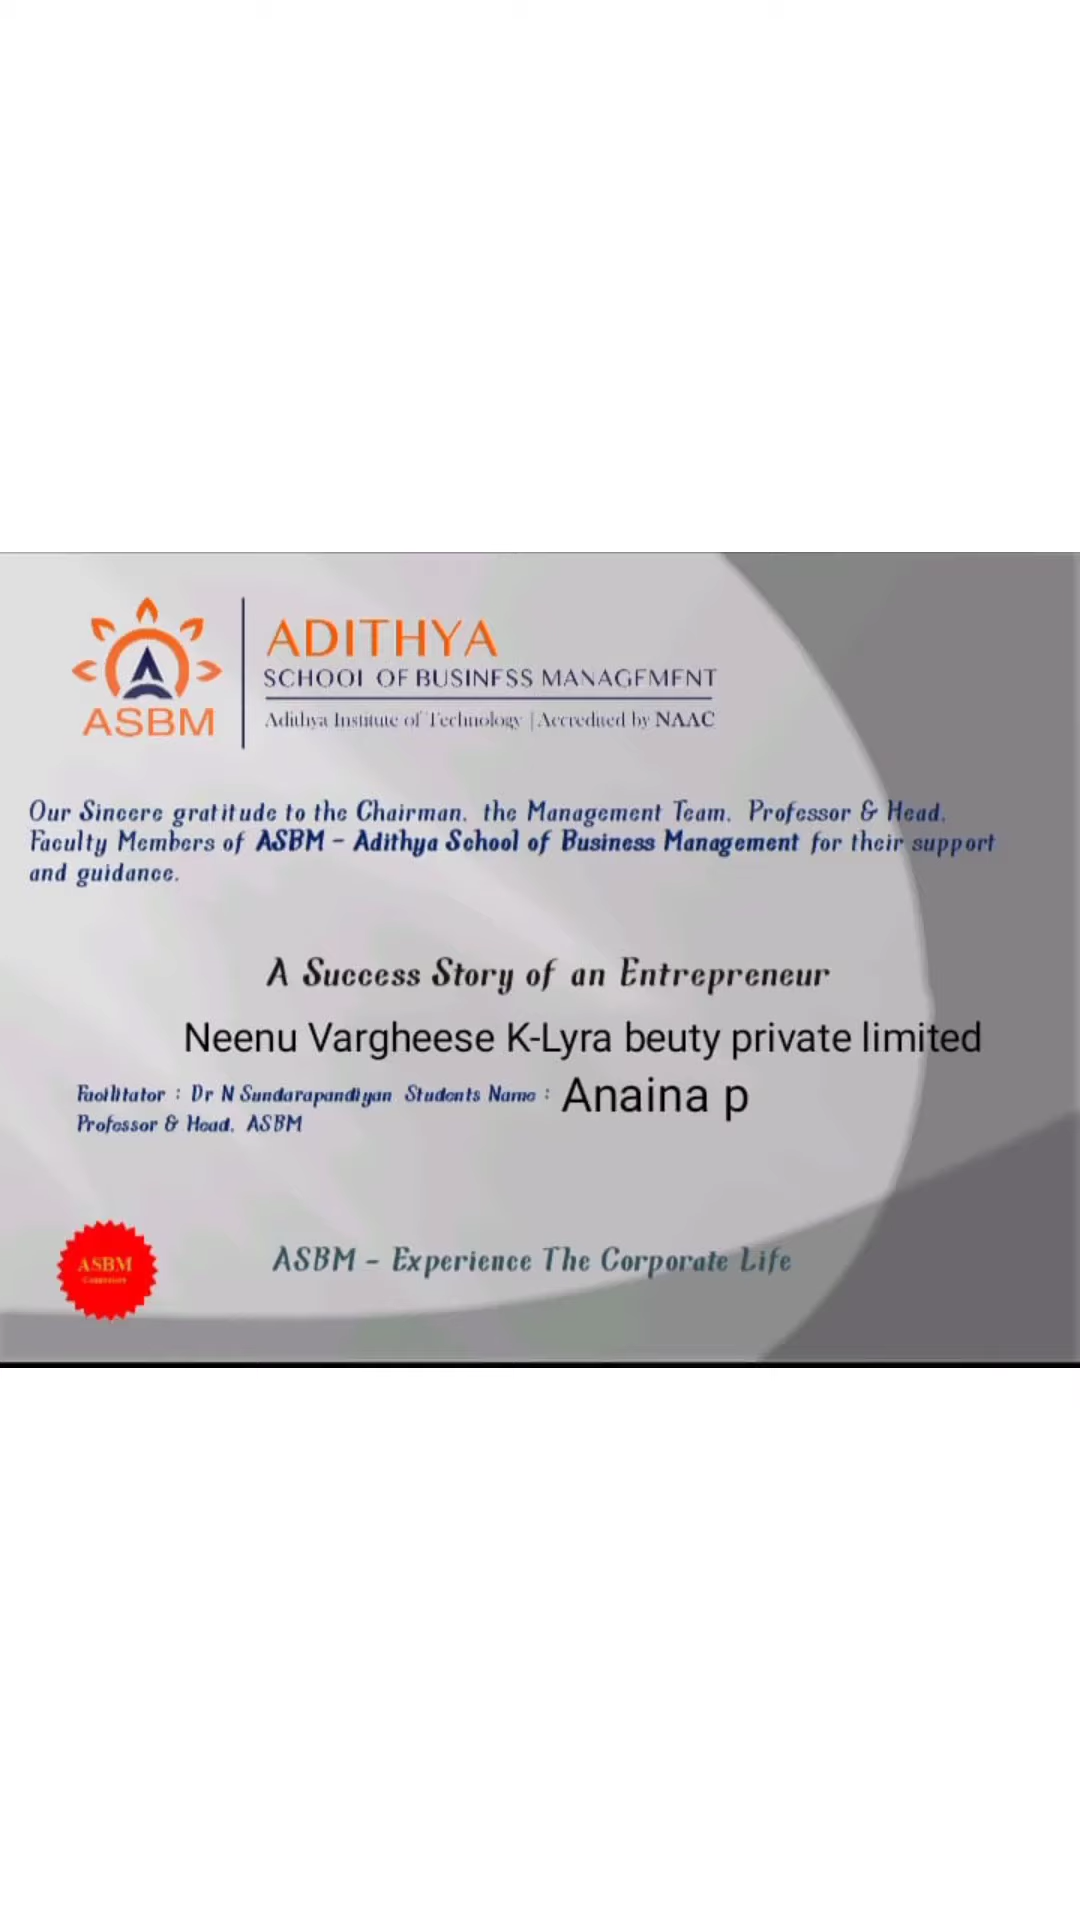 ASBM
ADITHYA
SCHOOL OF BUSINESS MANAGEMENT
Adithya Institute of Technology | Accredited by NAAC
Our Sincere gratitude to the Chairman, the Management Team, Professor & Head,
Faculty Members of ASBM - Adithya School of Business Management for their support
and guidance.
A Success Story of an Entrepreneur
Neenu Vargheese K-Lyra beuty private limited
Facilitator : Dr N Sundarapandiyan Students Name : Anaina p
Professor & Head, ASBM
ASBM
ASBM - Experience The Corporate Life